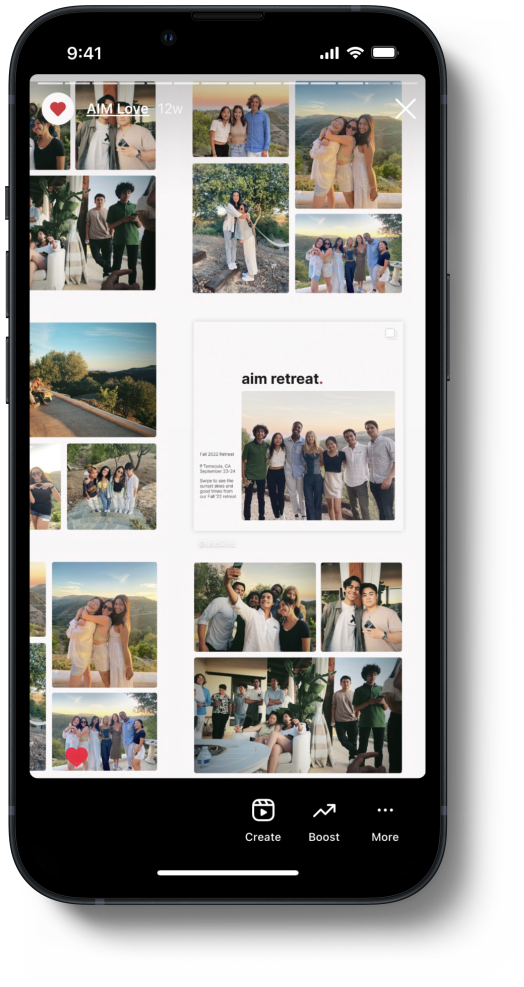 9:41
AIM Love 12w
aim retreat.
Fall 2022 Retreat
Temecula, CA
September 23-24
Swipe to see the
sunset skies and
good times from
our Fall '22 retreat
Create Boost More